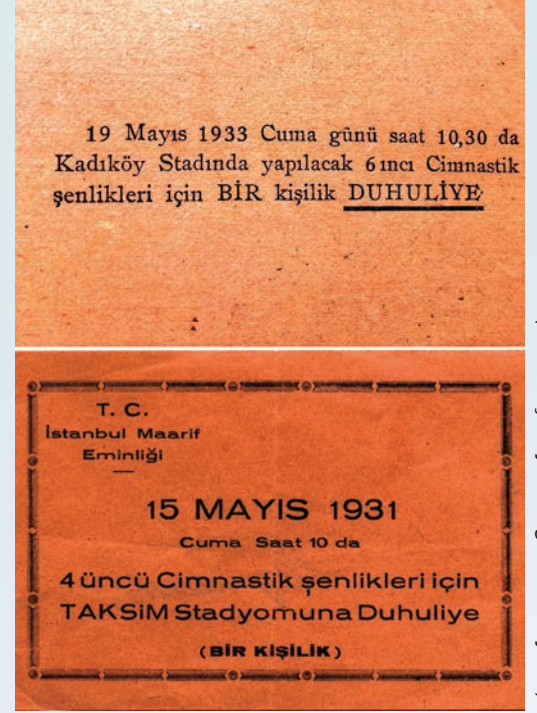 19 Mayıs 1933 Cuma günü saat 10,30 da
Kadıköy Stadında yapılacak 6ıncı Cimnastik
şenlikleri için BİR kişilik DUHULİYE
T. C.
İstanbul Maarif
Eminliği
15 MAYIS 1931
Cuma Saat 10 da
4 üncü Cimnastik şenlikleri için
TAKSİM Stadyomuna Duhuliye
(BİR KİŞİLİK)